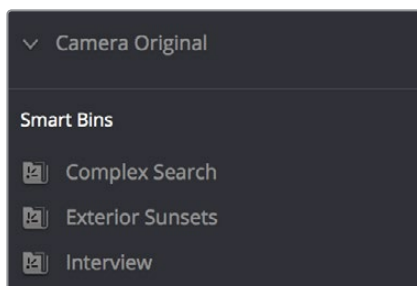 Camera Original
Smart Bins
Complex Search
Exterior Sunsets
Interview